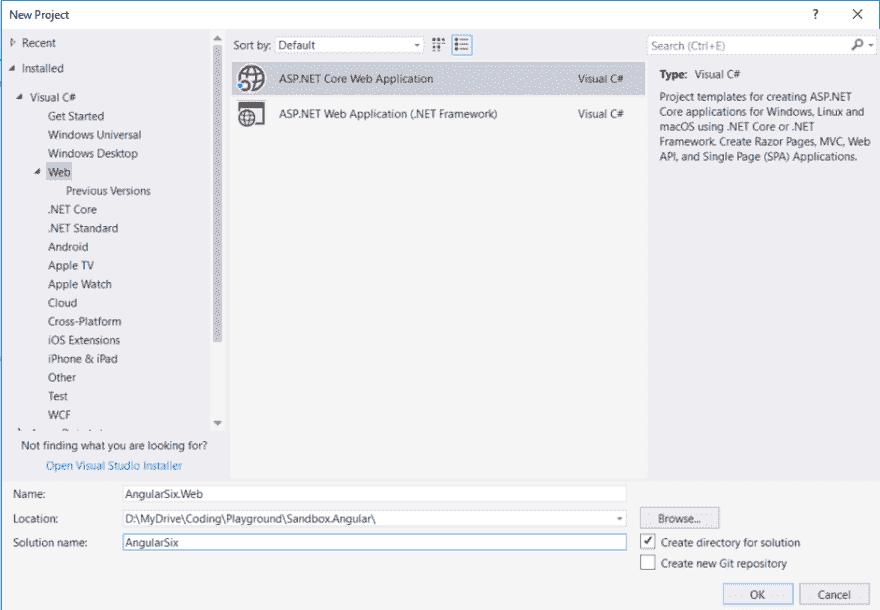 New Project
?
Recent
Installed
Visual C#
Get Started
Windows Universal
Windows Desktop
Web
Previous Versions
.NET Core
.NET Standard
Android
Apple TV
Apple Watch
Cloud
Cross-Platform
iOS Extensions
iPhone & iPad
Other
Test
WCF
Not finding what you are looking for?
Open Visual Studio Installer
Sort by: Default
ASP.NET Core Web Application Visual C#
ASP.NET Web Application (.NET Framework) Visual C#
Search (Ctrl+E)
Type: Visual C#
Project templates for creating ASP.NET
Core applications for Windows, Linux and
macOS using .NET Core or .NET
Framework. Create Razor Pages, MVC, Web
API, and Single Page (SPA) Applications.
Name: AngularSix.Web
Location: D:\MyDrive\Coding\Playground\Sandbox.Angular\
Browse...
Solution name: AngularSix
Create directory for solution
Create new Git repository
OK
Cancel